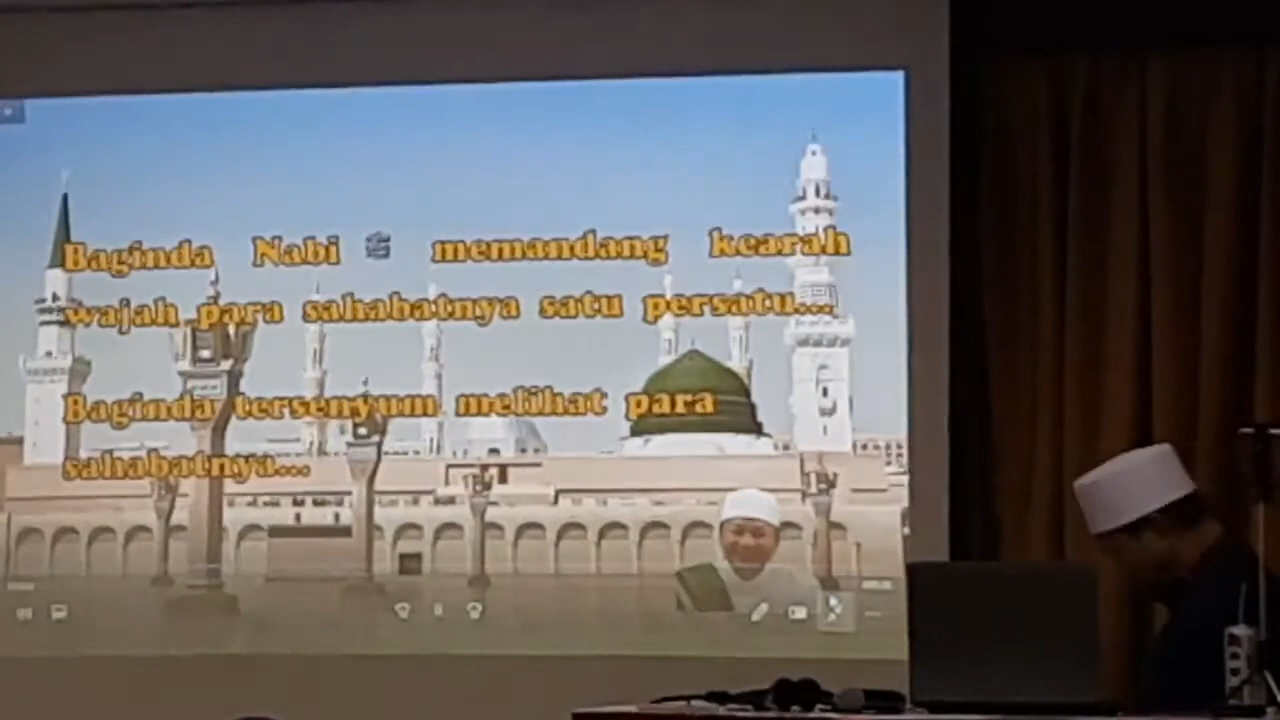 Baginda Nabi ﷺ memandang kearah
wajah para sahabatnya satu persatu...
Baginda tersenyum melihat para
sahabatnya...